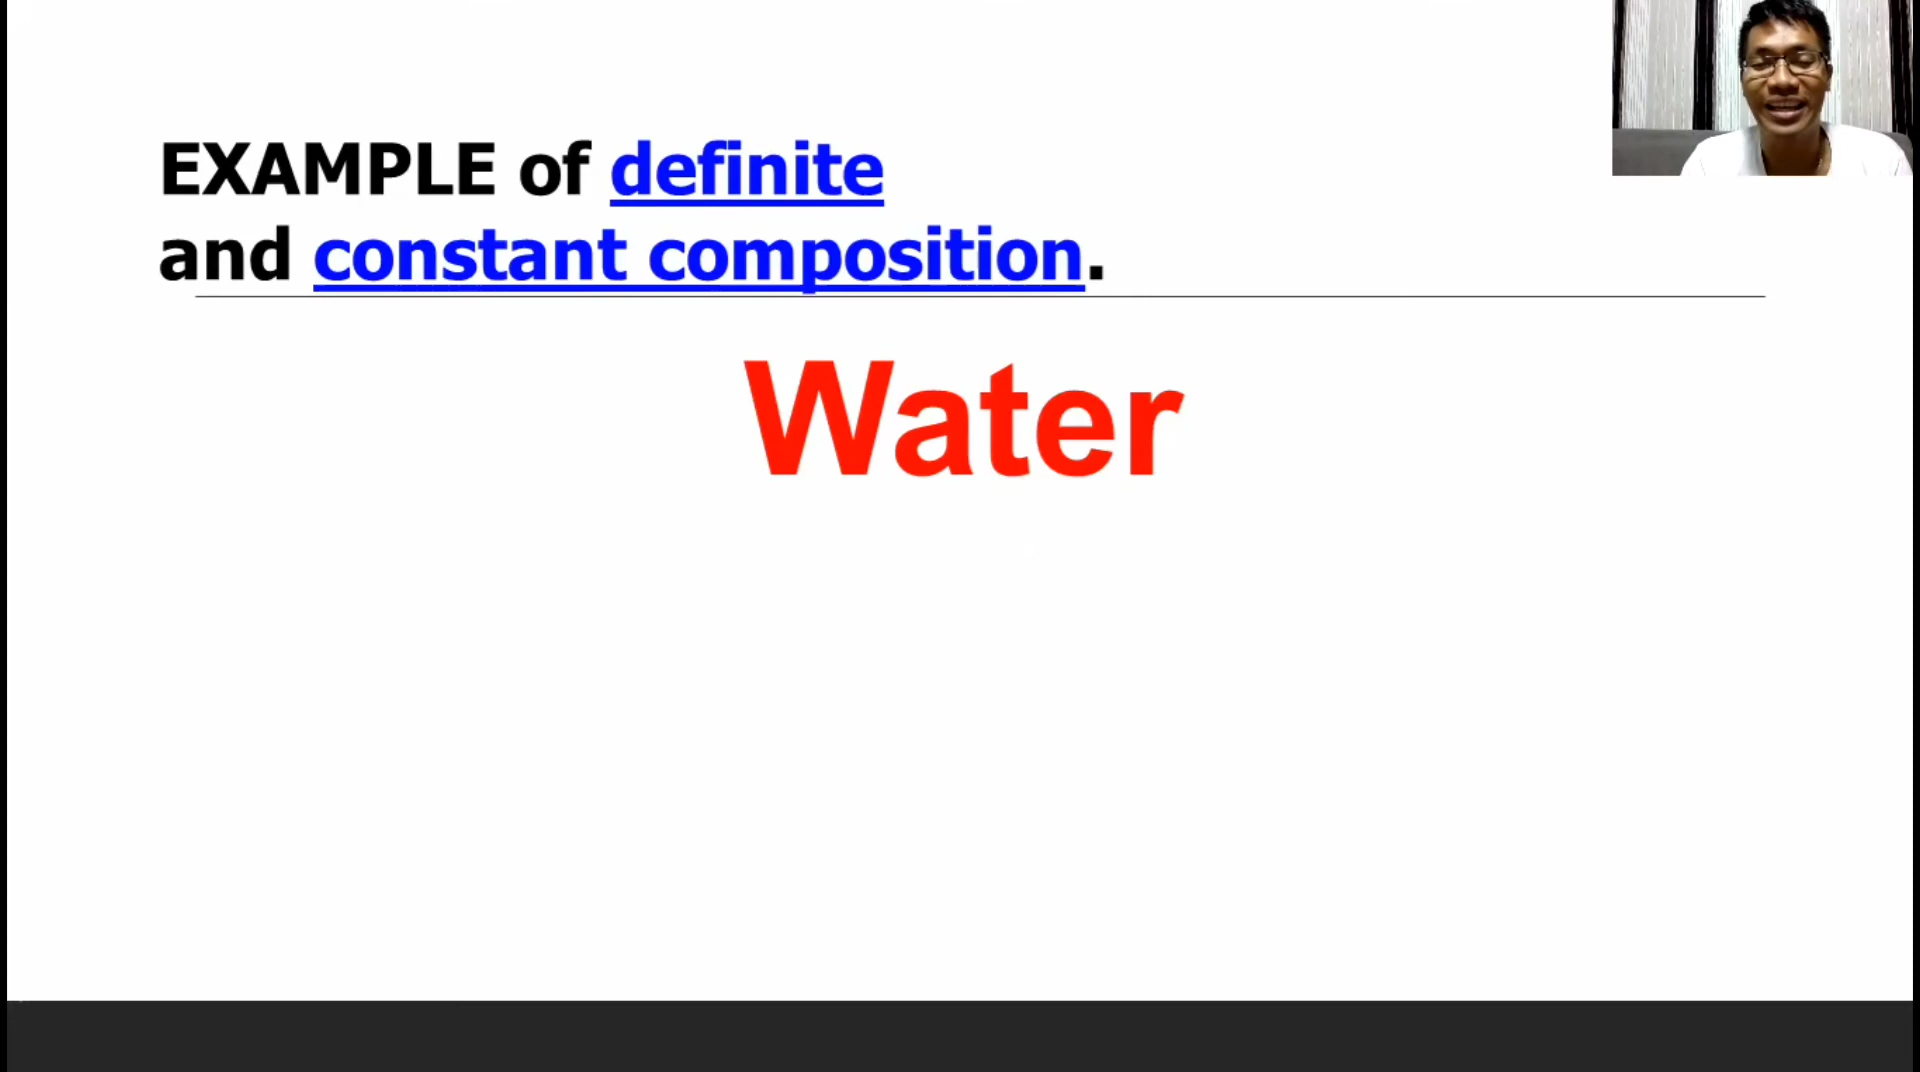 EXAMPLE of definite
and constant composition.
Water